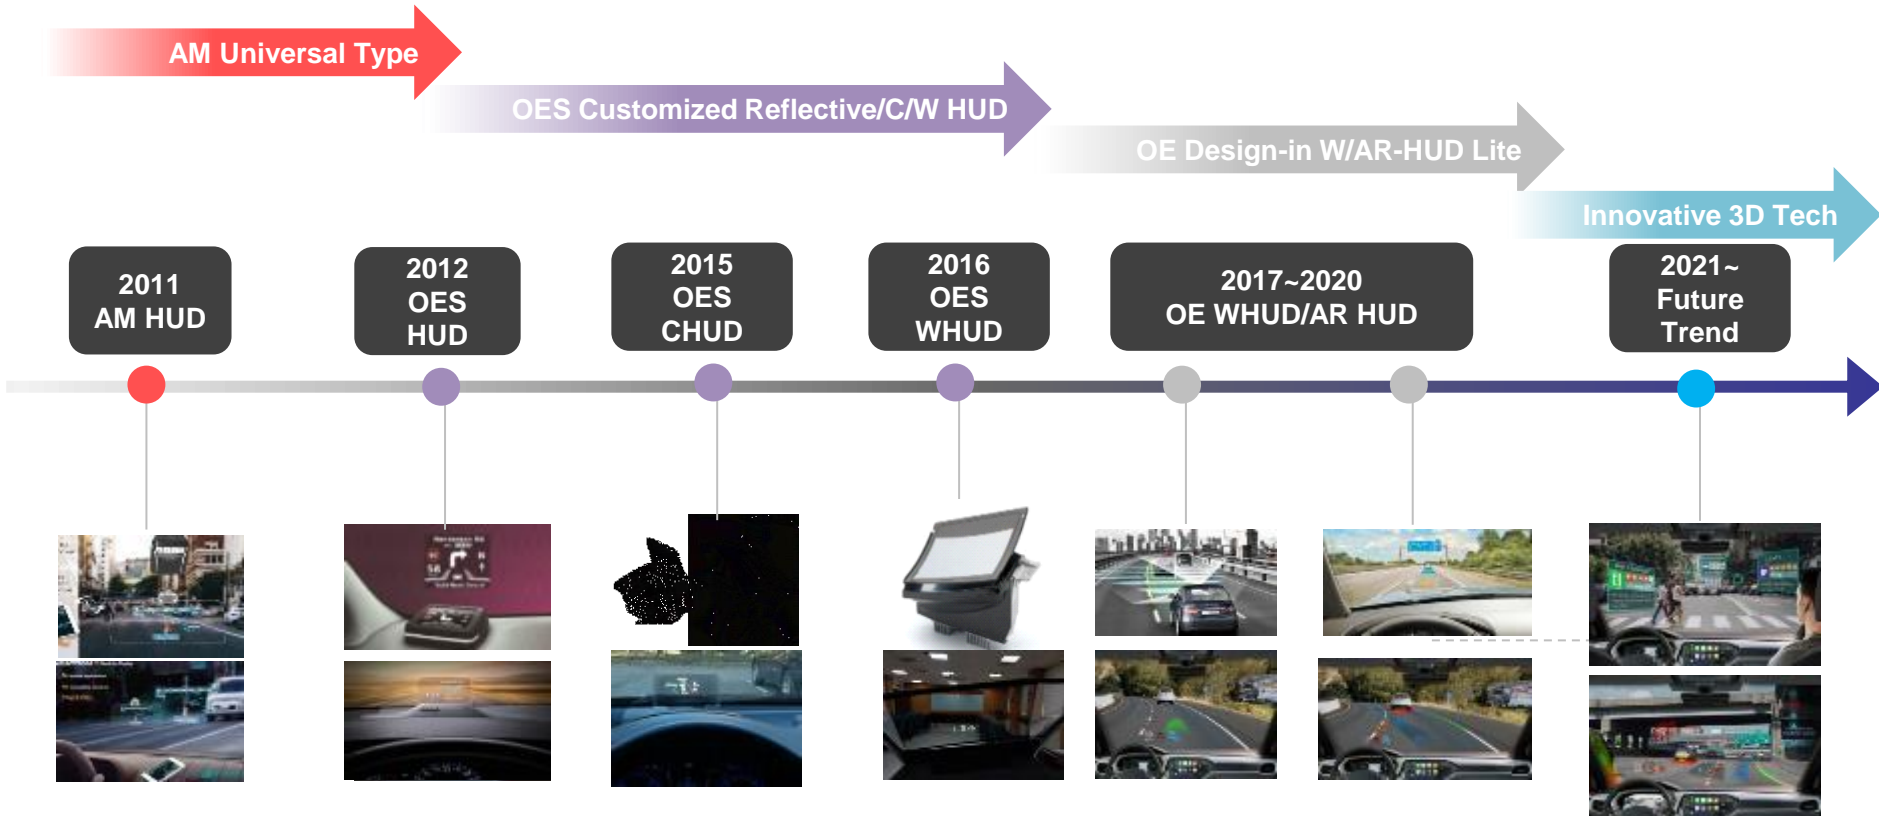 AM Universal Type
OES Customized Reflective/C/W HUD
OE Design-in W/AR-HUD Lite
Innovative 3D Tech
2011
AM HUD
2012
OES
HUD
2015
OES
CHUD
2016
OES
WHUD
2017~2020
OE WHUD/AR HUD
2021~
Future
Trend